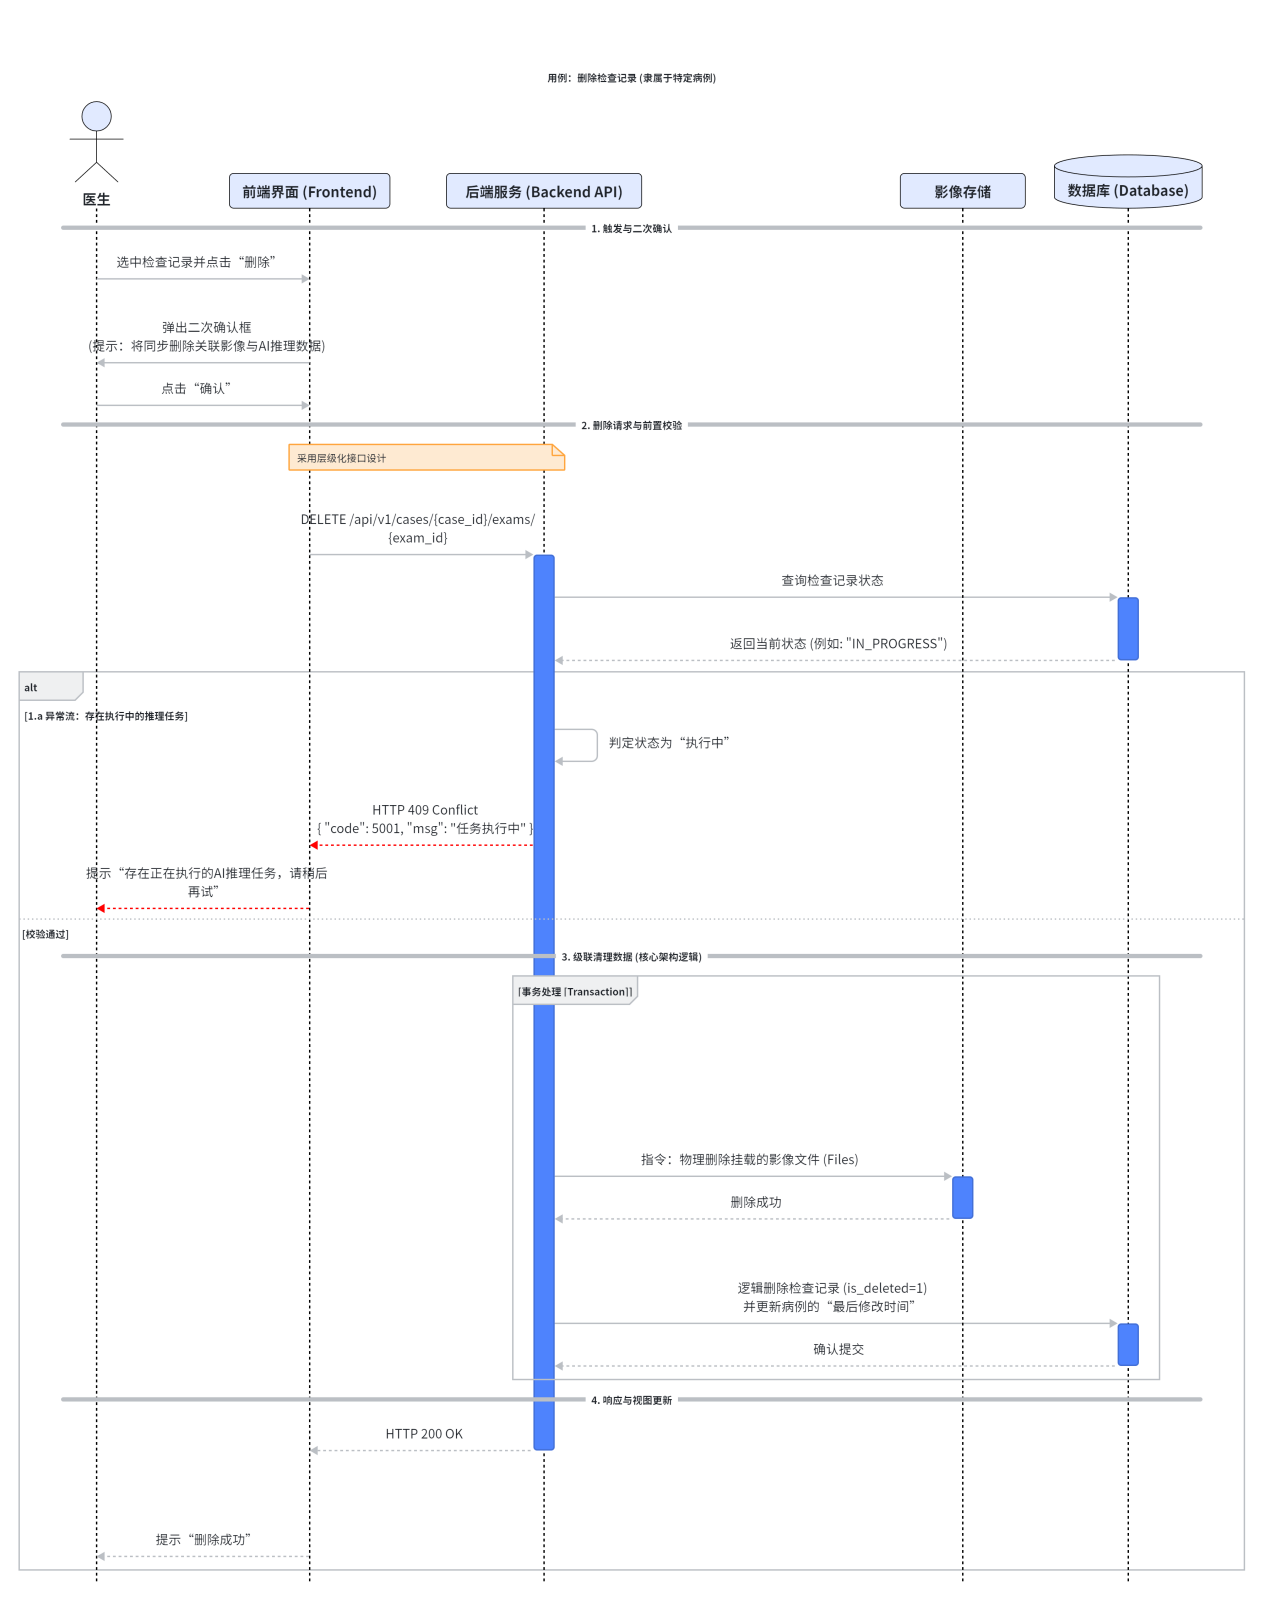 用例：删除检查记录 (隶属于特定病例)
医生
前端界面 (Frontend)
后端服务 (Backend API)
影像存储
数据库 (Database)
1. 触发与二次确认
选中检查记录并点击“删除”
弹出二次确认框
(提示：将同步删除关联影像与AI推理数据)
点击“确认”
2. 删除请求与前置校验
采用层级化接口设计
DELETE /api/v1/cases/{case_id}/exams/
{exam_id}
查询检查记录状态
返回当前状态 (例如: "IN_PROGRESS")
alt
[1.a 异常流：存在执行中的推理任务]
判定状态为“执行中”
HTTP 409 Conflict
{ "code": 5001, "msg": "任务执行中" }
提示“存在正在执行的AI推理任务，请稍后
再试”
[校验通过]
3. 级联清理数据 (核心架构逻辑)
[事务处理 [Transaction]]
指令：物理删除挂载的影像文件 (Files)
删除成功
逻辑删除检查记录 (is_deleted=1)
并更新病例的“最后修改时间”
确认提交
4. 响应与视图更新
HTTP 200 OK
提示“删除成功”